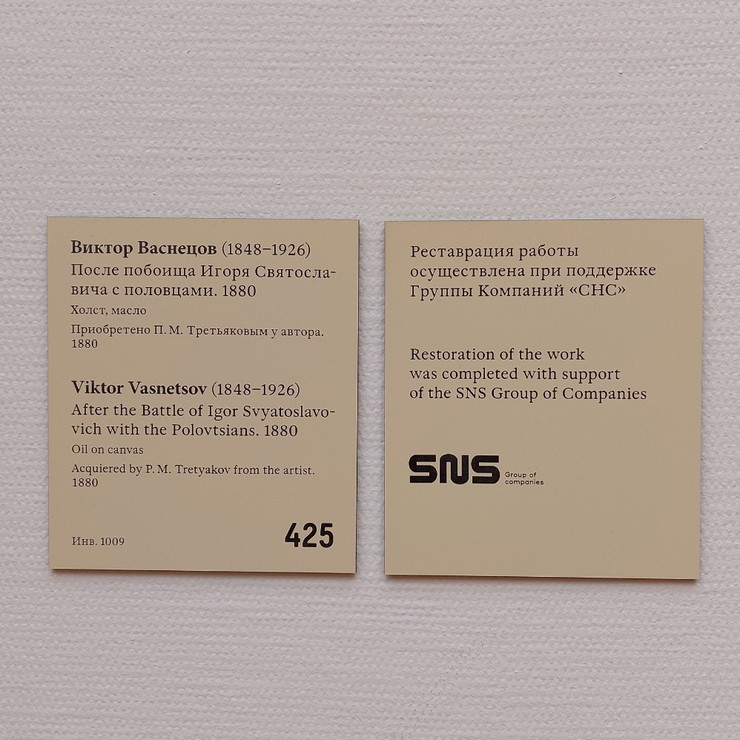 Виктор Васнецов (1848–1926)
После побоища Игоря Святосла-
вича с половцами. 1880
Холст, масло
Приобретено П. М. Третьяковым у автора.
1880
Viktor Vasnetsov (1848–1926)
After the Battle of Igor Svyatoslavo-
vich with the Polovtsians. 1880
Oil on canvas
Acquiered by P. M. Tretyakov from the artist.
1880
Инв. 1009
425
Реставрация работы
осуществлена при поддержке
Группы Компаний «СНС»
Restoration of the work
was completed with support
of the SNS Group of Companies
SNS
Group of
companies